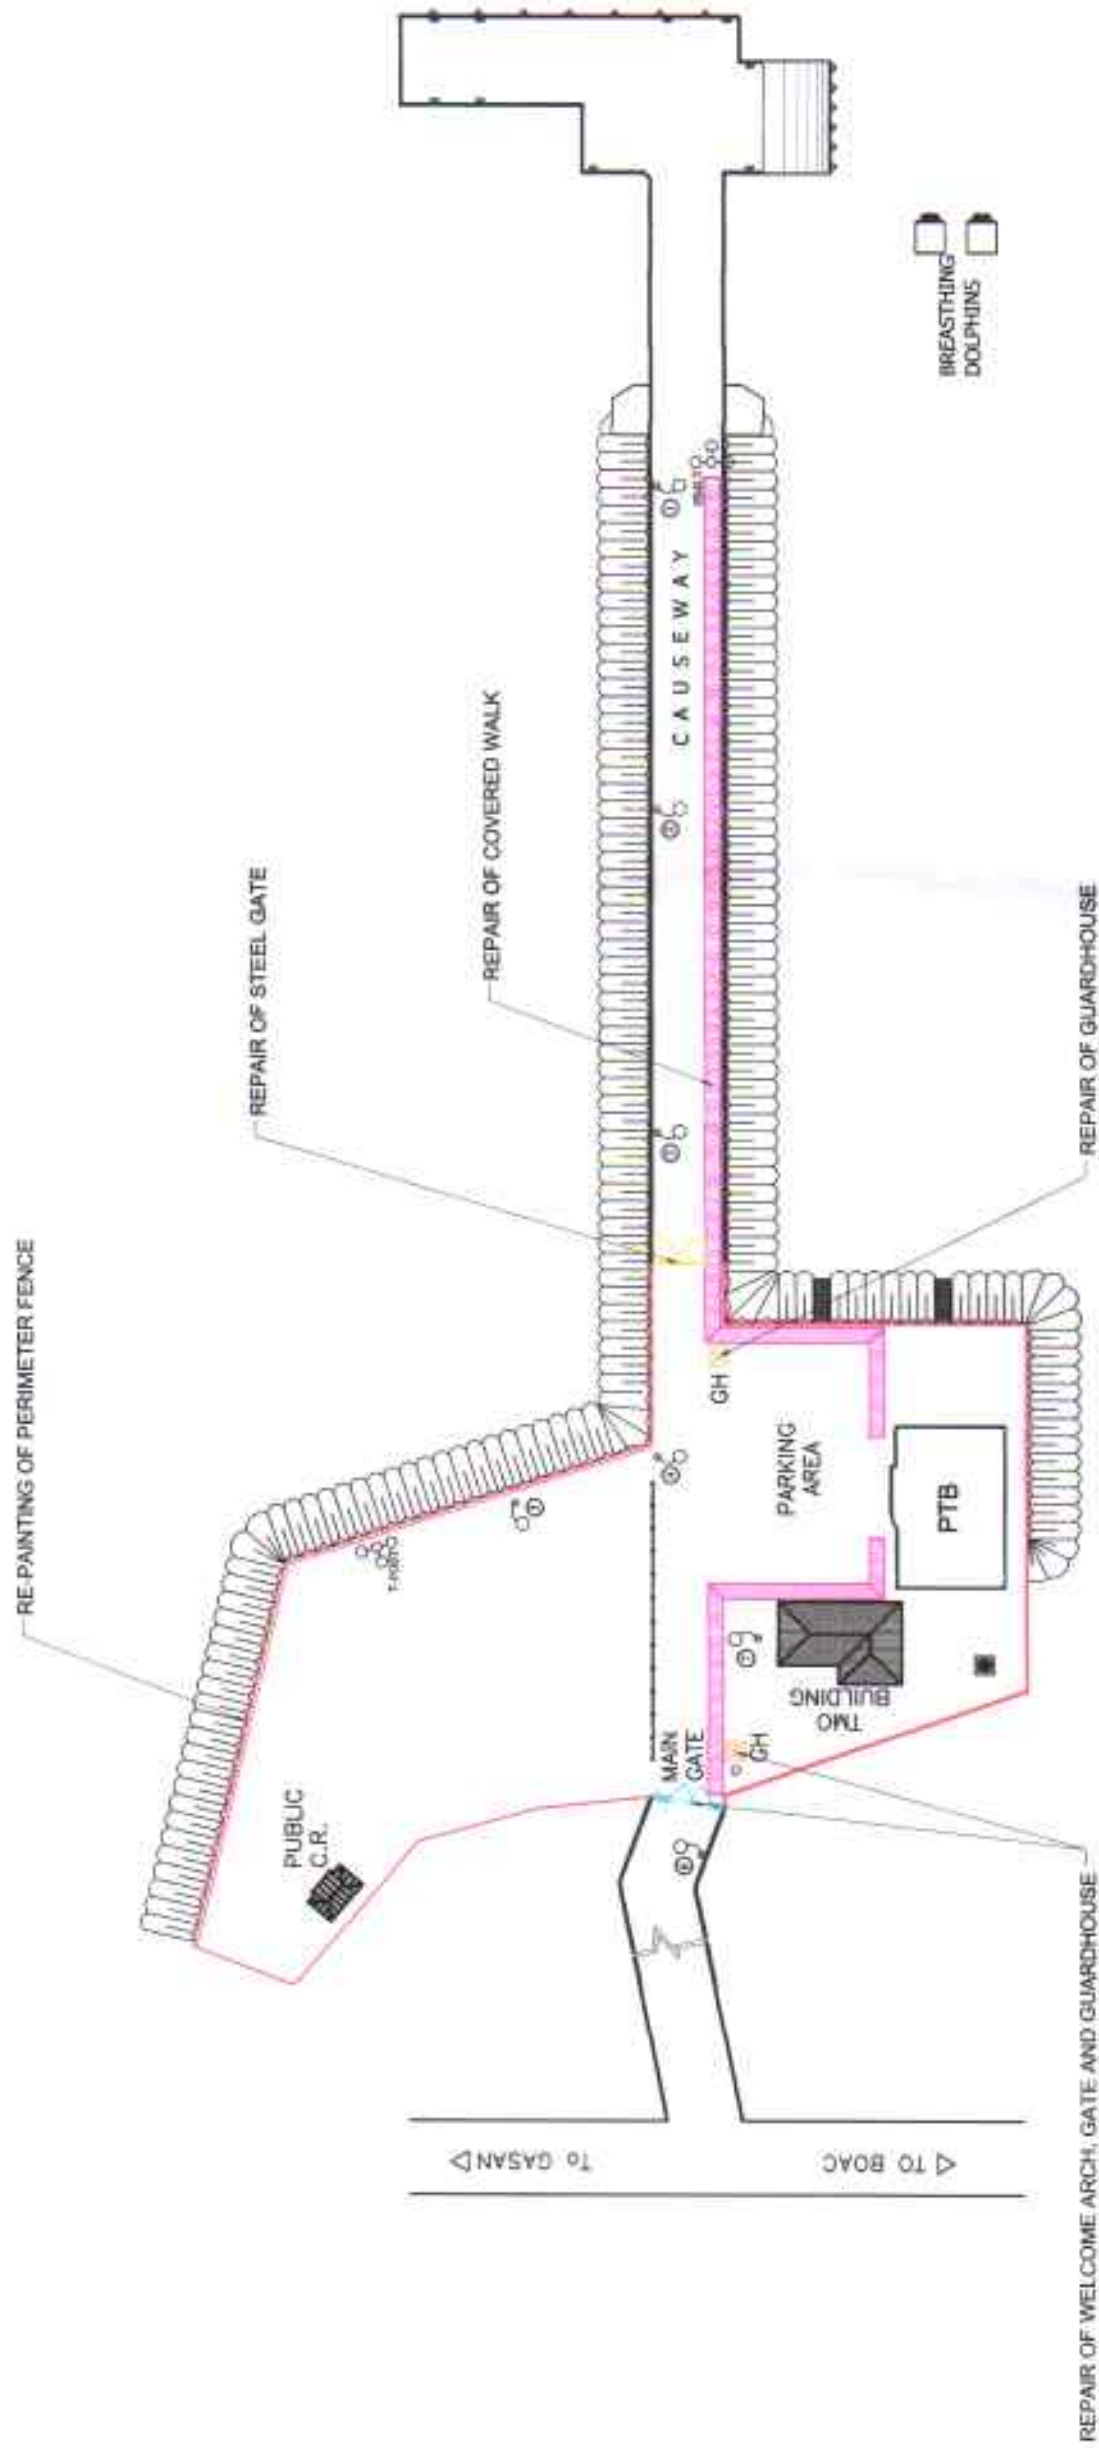 RE-PAINTING OF PERIMETER FENCE
REPAIR OF STEEL GATE
REPAIR OF COVERED WALK
PUBLIC
C.R.
CAUSEWAY
MAIN
GATE
GH
PARKING
AREA
GH
TMO
BUILDING
PTB
BREASTHING
DOLPHINS
To GASAN
TO BOAC
REPAIR OF WELCOME ARCH, GATE AND GUARDHOUSE
REPAIR OF GUARDHOUSE